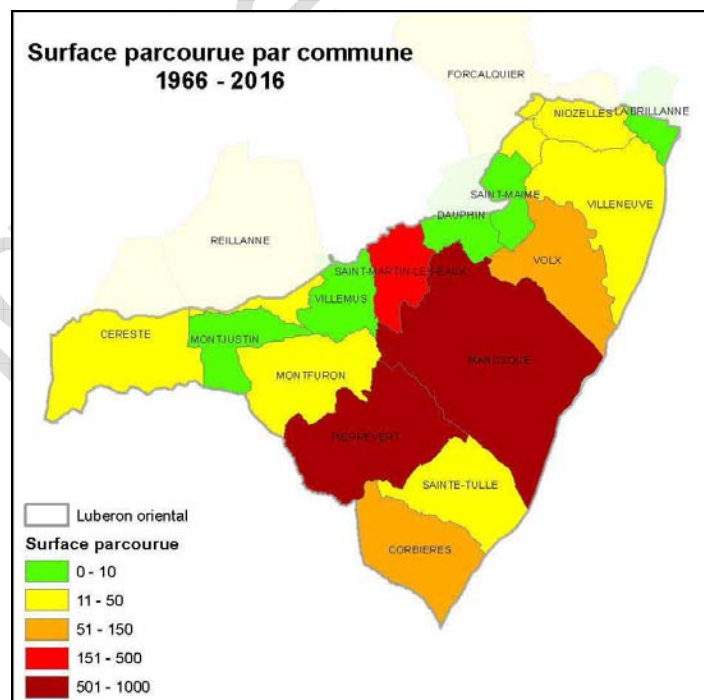 Surface parcourue par commune
1966 - 2016
FORCALQUIER
NIOZELLES
LA BRILLANNE
SAINT-MAIME
VILLENEUVE
DAUPHIN
REILLANNE
VOLX
SAINT-MARTIN-LES-EAUX
VILLEMUS
CERESTE
MONTJUSTIN
MANOSQUE
MONTFURON
PIERREVERT
SAINTE-TULLE
CORBIERES
Luberon oriental
Surface parcourue
0 - 10
11 - 50
51 - 150
151 - 500
501 - 1000